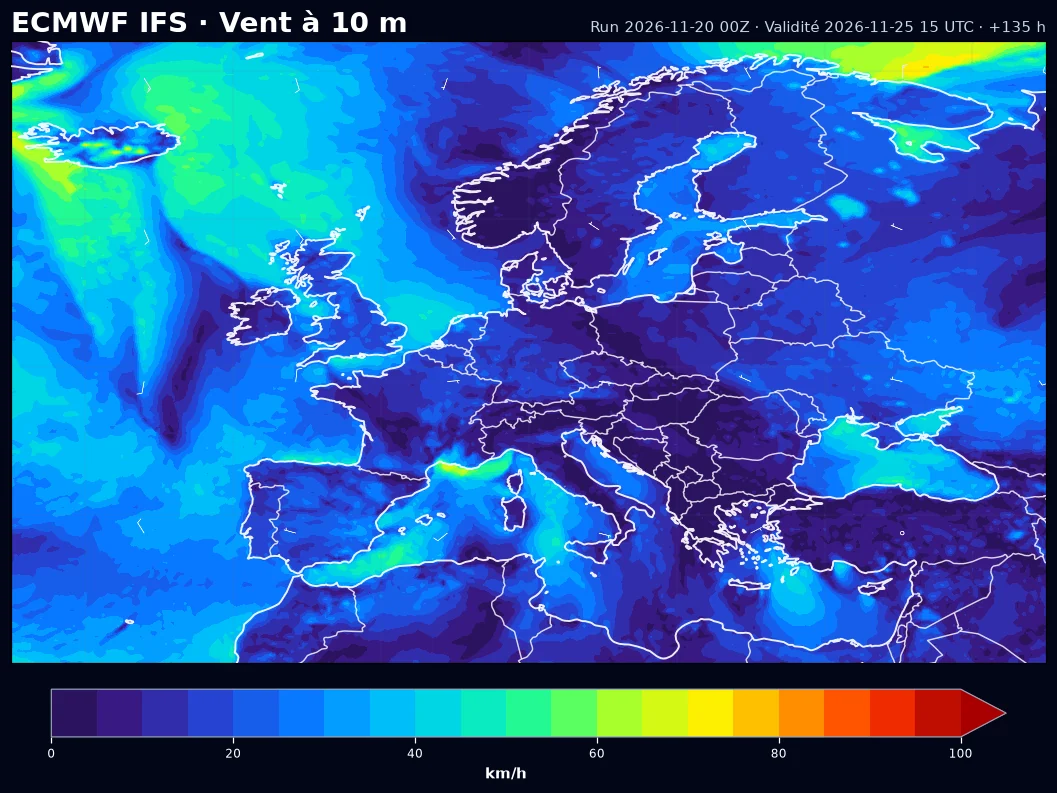 ECMWF IFS · Vent à 10 m
Run 2026-11-20 00Z · Validité 2026-11-25 15 UTC · +135 h
0 20 40 60 80 100
km/h